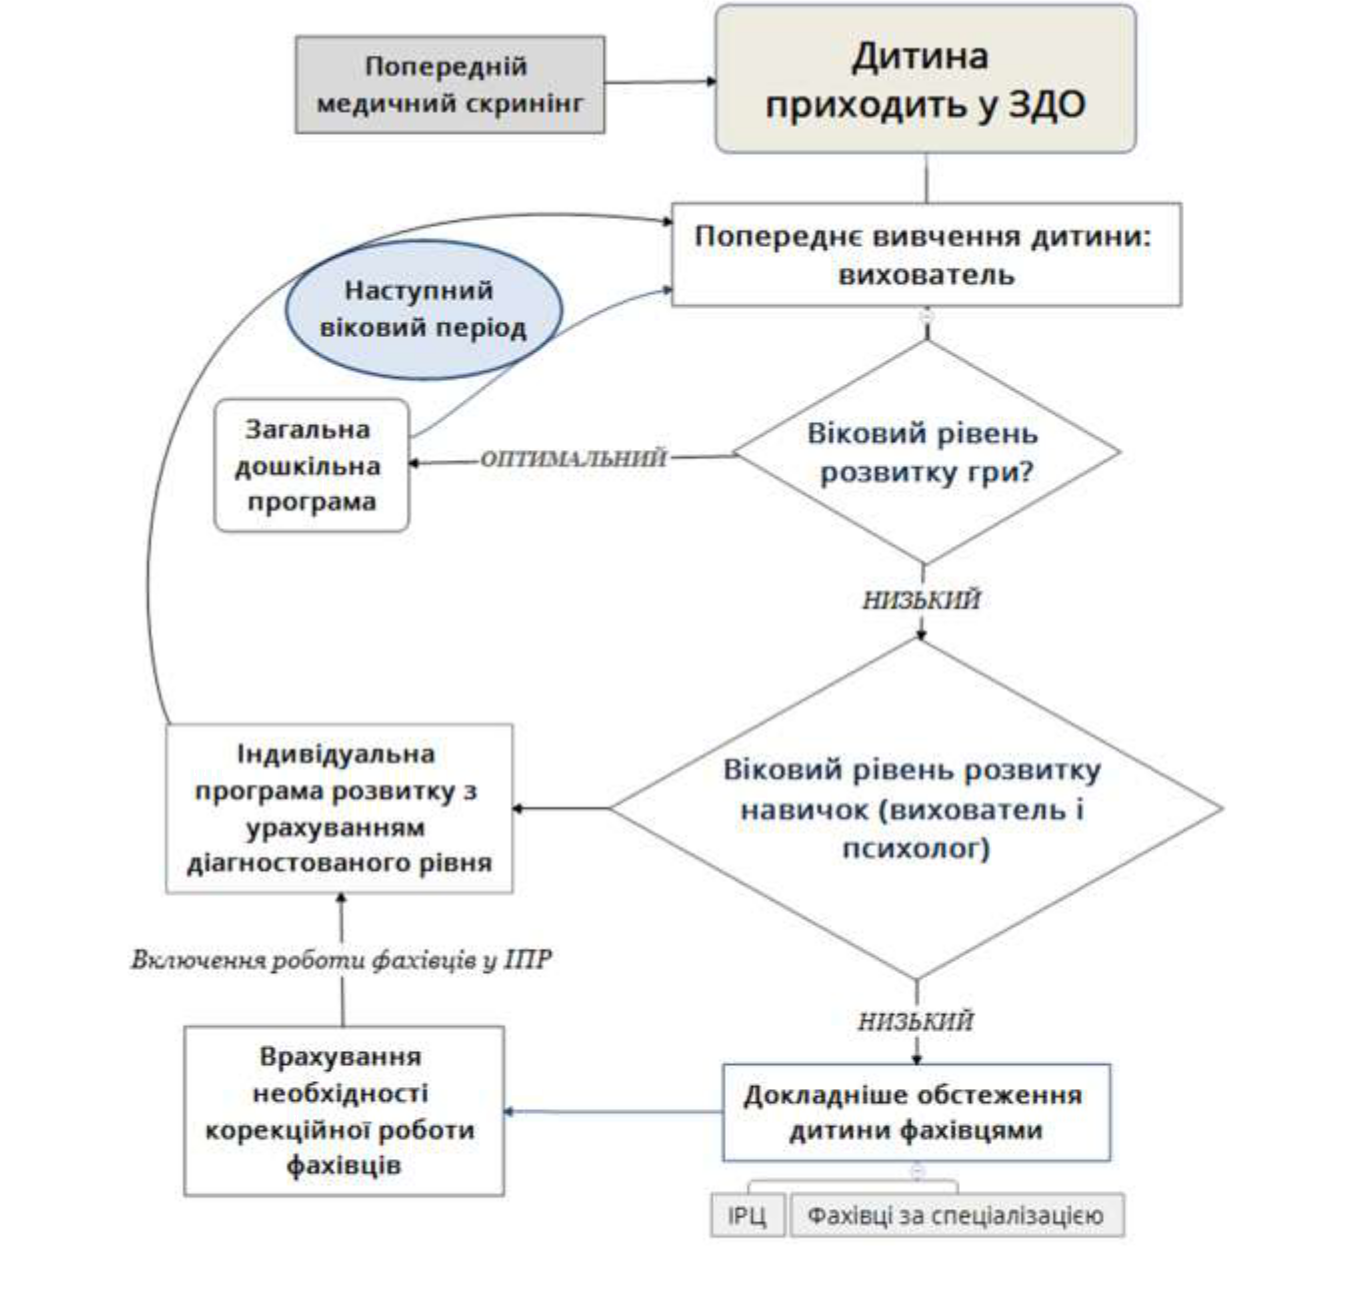 Попередній
медичний скринінг
Дитина
приходить у ЗДО
Попереднє вивчення дитини:
вихователь
Наступний
віковий період
Загальна
дошкільна
програма
ОПТИМАЛЬНИЙ
Віковий рівень
розвитку гри?
НИЗЬКИЙ
Індивідуальна
програма розвитку з
урахуванням
діагностованого рівня
Віковий рівень розвитку
навичок (вихователь і
психолог)
Включення роботи фахівців у ІПР
НИЗЬКИЙ
Врахування
необхідності
корекційної роботи
фахівців
Докладніше обстеження
дитини фахівцями
ІРЦ
Фахівці за спеціалізацією